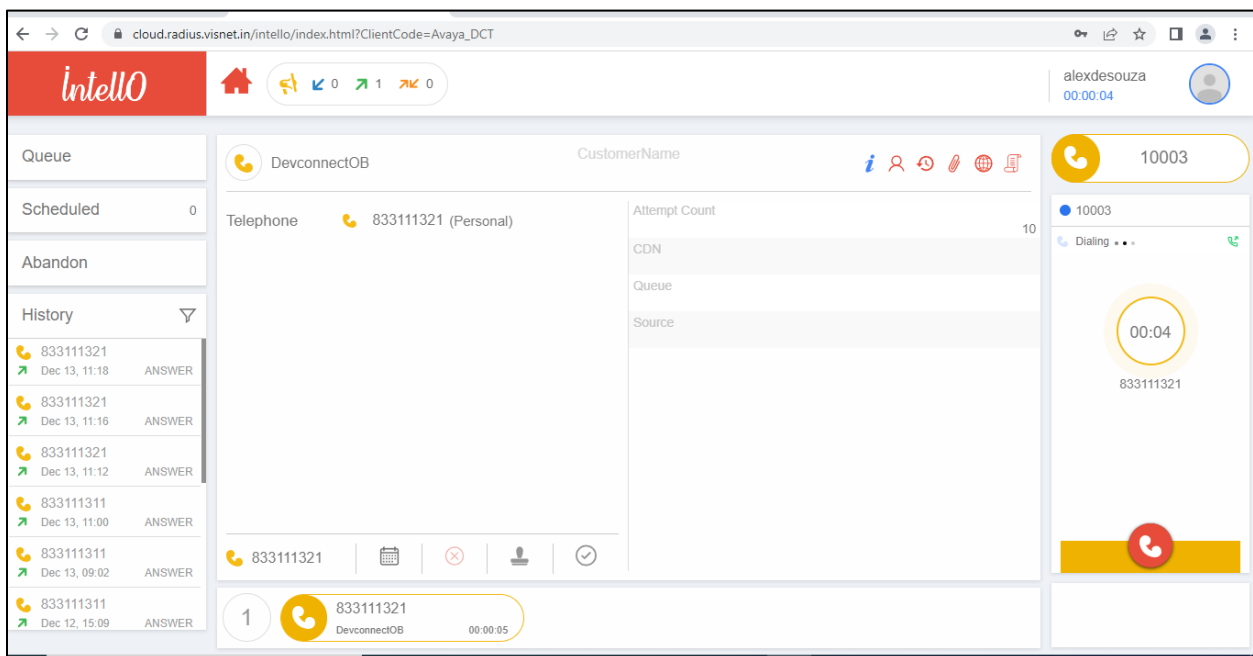 cloud.radius.visnet.in/intello/index.html?ClientCode=Avaya_DCT
intellO
0 1 0
alexdesouza
00:00:04
Queue
Scheduled 0
Abandon
History
833111321
Dec 13, 11:18 ANSWER
833111321
Dec 13, 11:16 ANSWER
833111321
Dec 13, 11:12 ANSWER
833111311
Dec 13, 11:00 ANSWER
833111311
Dec 13, 09:02 ANSWER
833111311
Dec 12, 15:09 ANSWER
DevconnectOB
CustomerName
i
Telephone 833111321 (Personal)
Attempt Count
10
CDN
Queue
Source
833111321
1
833111321
DevconnectOB 00:00:05
10003
10003
Dialing
00:04
833111321